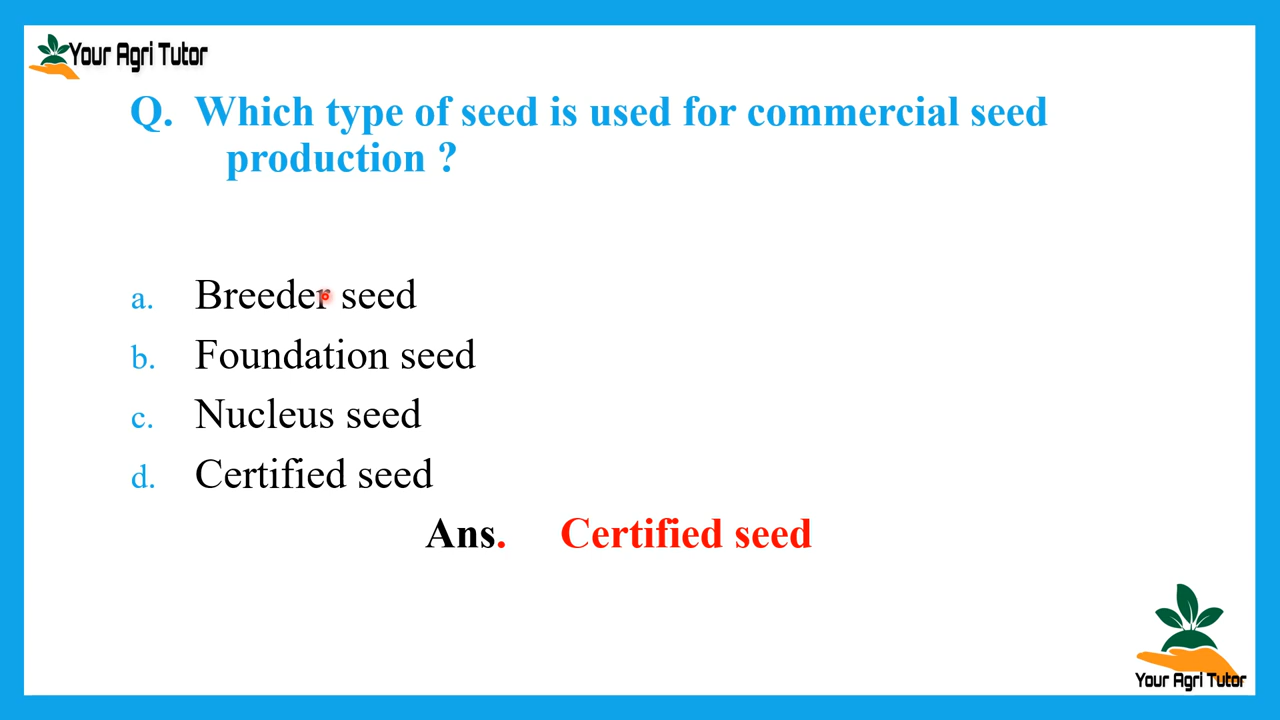 Your Agri Tutor
Q. Which type of seed is used for commercial seed
production ?
a. Breeder seed
b. Foundation seed
c. Nucleus seed
d. Certified seed
Ans. Certified seed
Your Agri Tutor